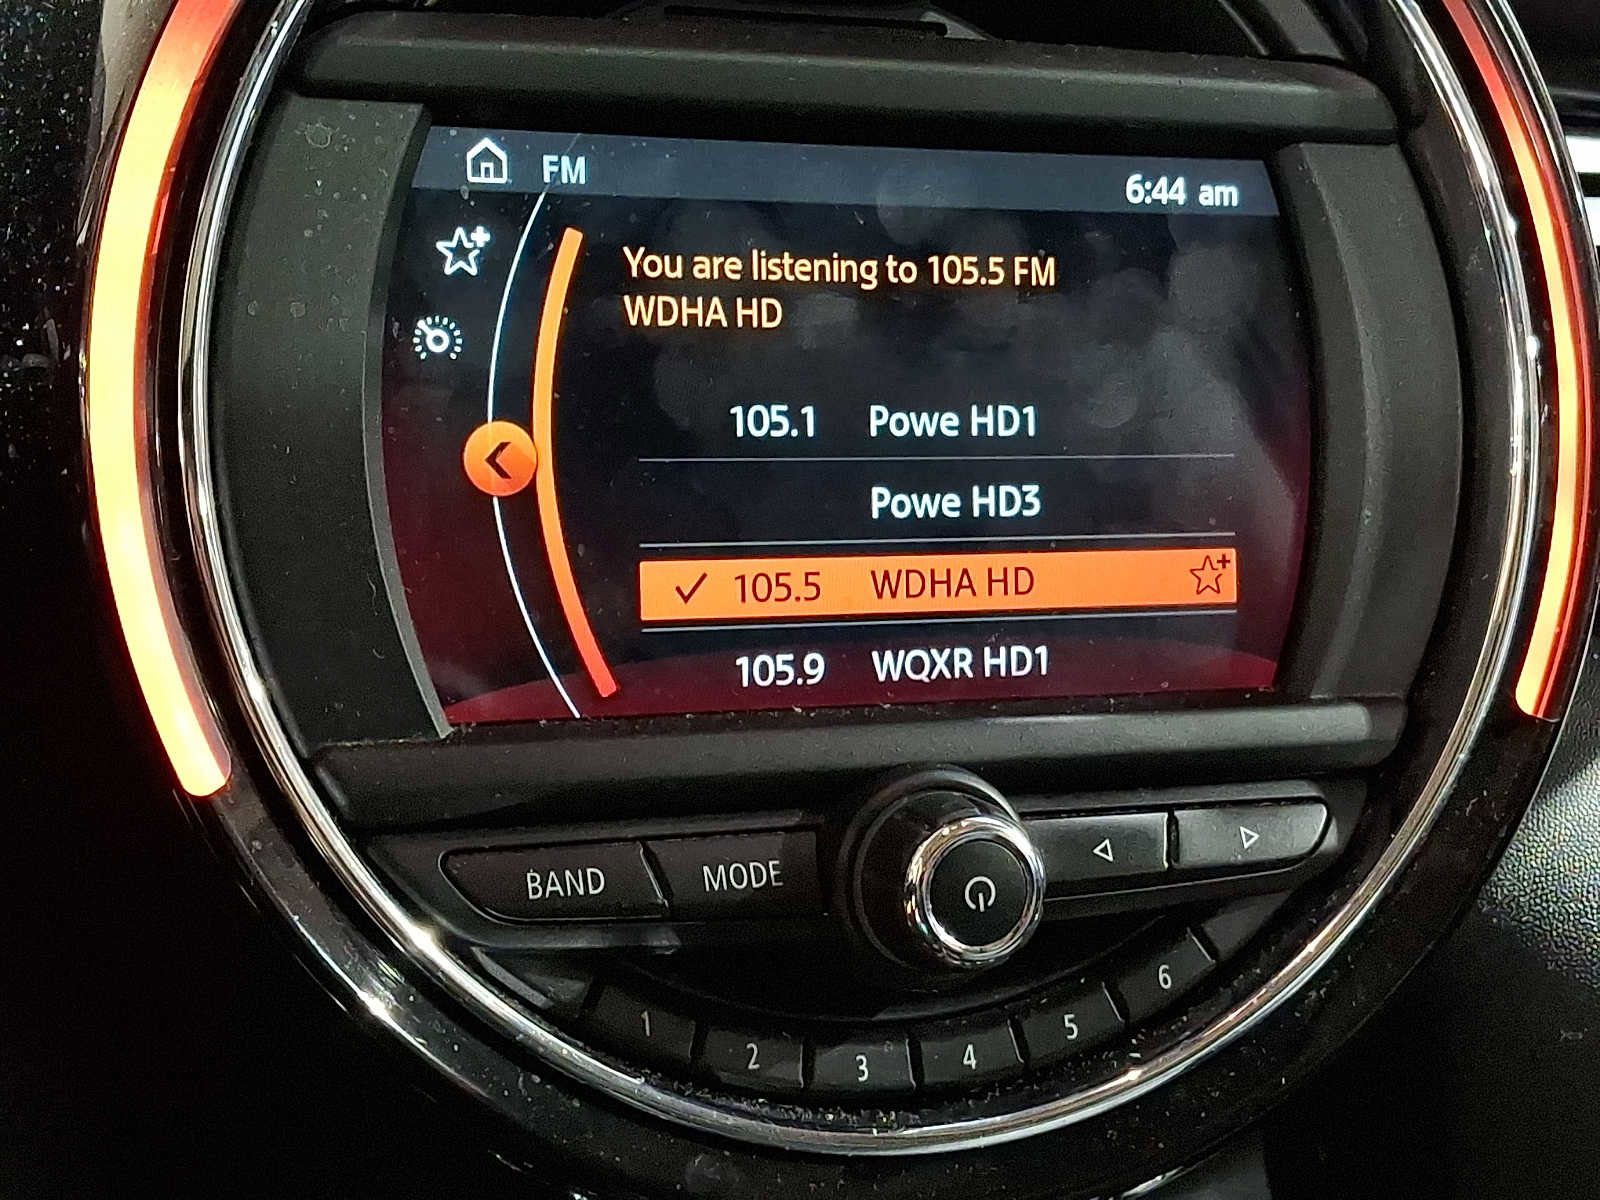 FM
6:44 am
You are listening to 105.5 FM
WDHA HD
105.1 Powe HD1
Powe HD3
105.5 WDHA HD
105.9 WQXR HD1
BAND MODE
1 2 3 4 5 6